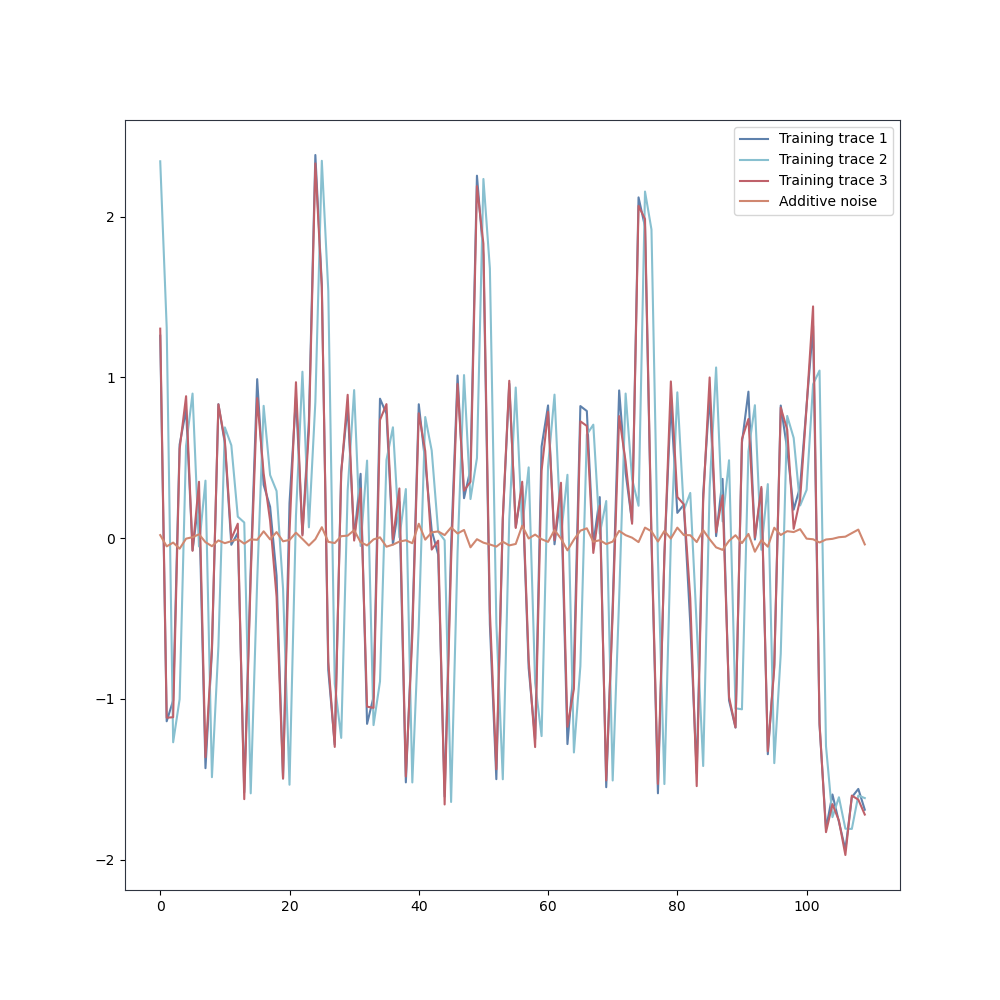 Training trace 1
Training trace 2
Training trace 3
Additive noise
2
1
0
−1
−2
0 20 40 60 80 100